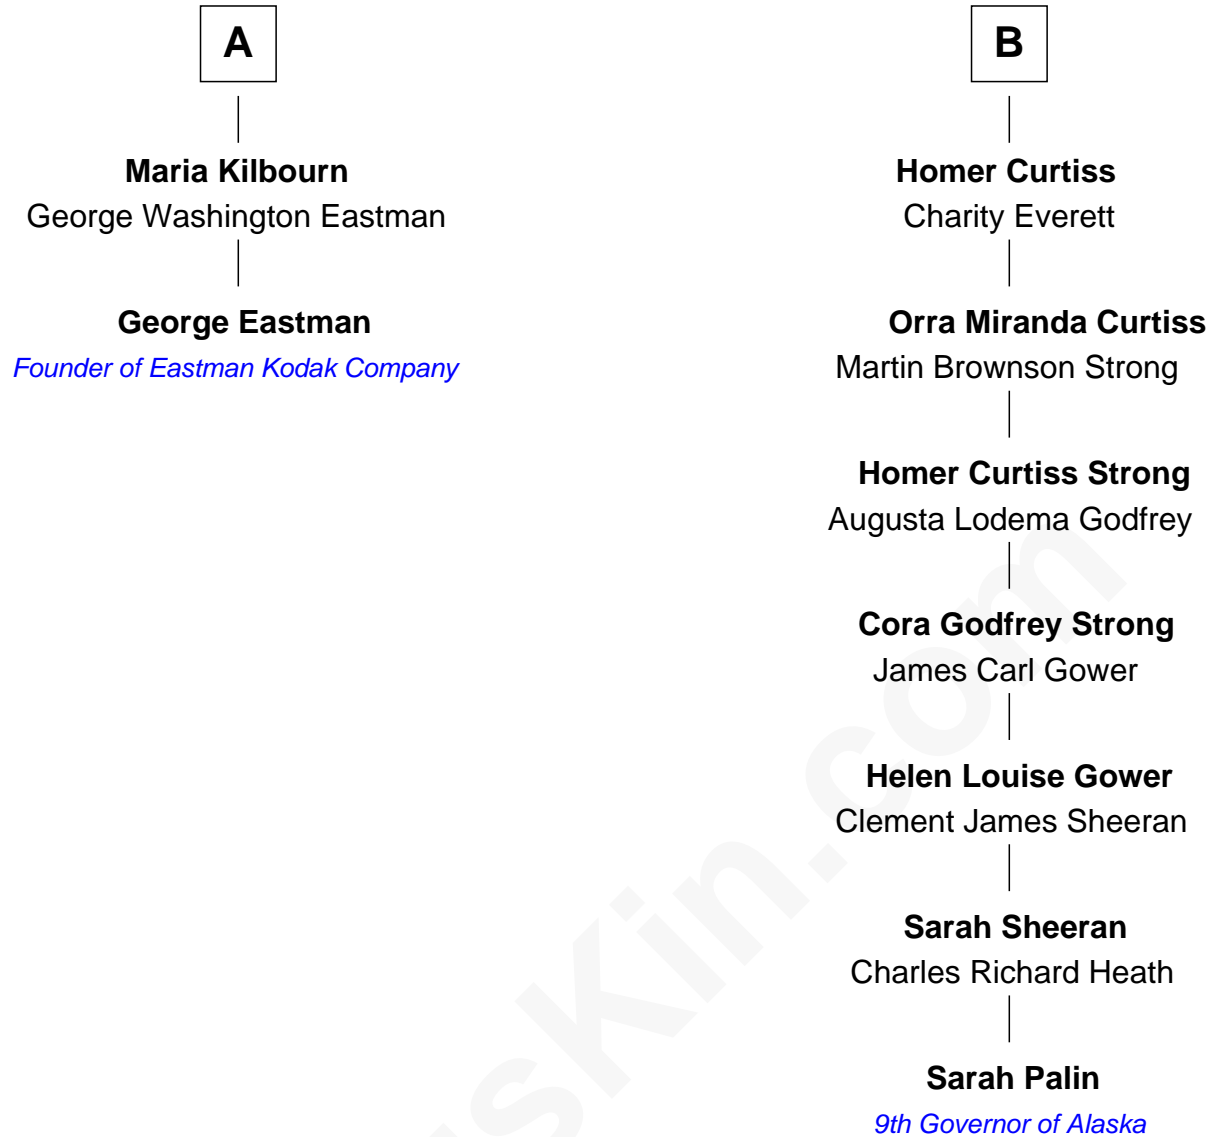 A
Maria Kilbourn
George Washington Eastman
George Eastman
Founder of Eastman Kodak Company
B
Homer Curtiss
Charity Everett
Orra Miranda Curtiss
Martin Brownson Strong
Homer Curtiss Strong
Augusta Lodema Godfrey
Cora Godfrey Strong
James Carl Gower
Helen Louise Gower
Clement James Sheeran
Sarah Sheeran
Charles Richard Heath
Sarah Palin
9th Governor of Alaska
sKin.com